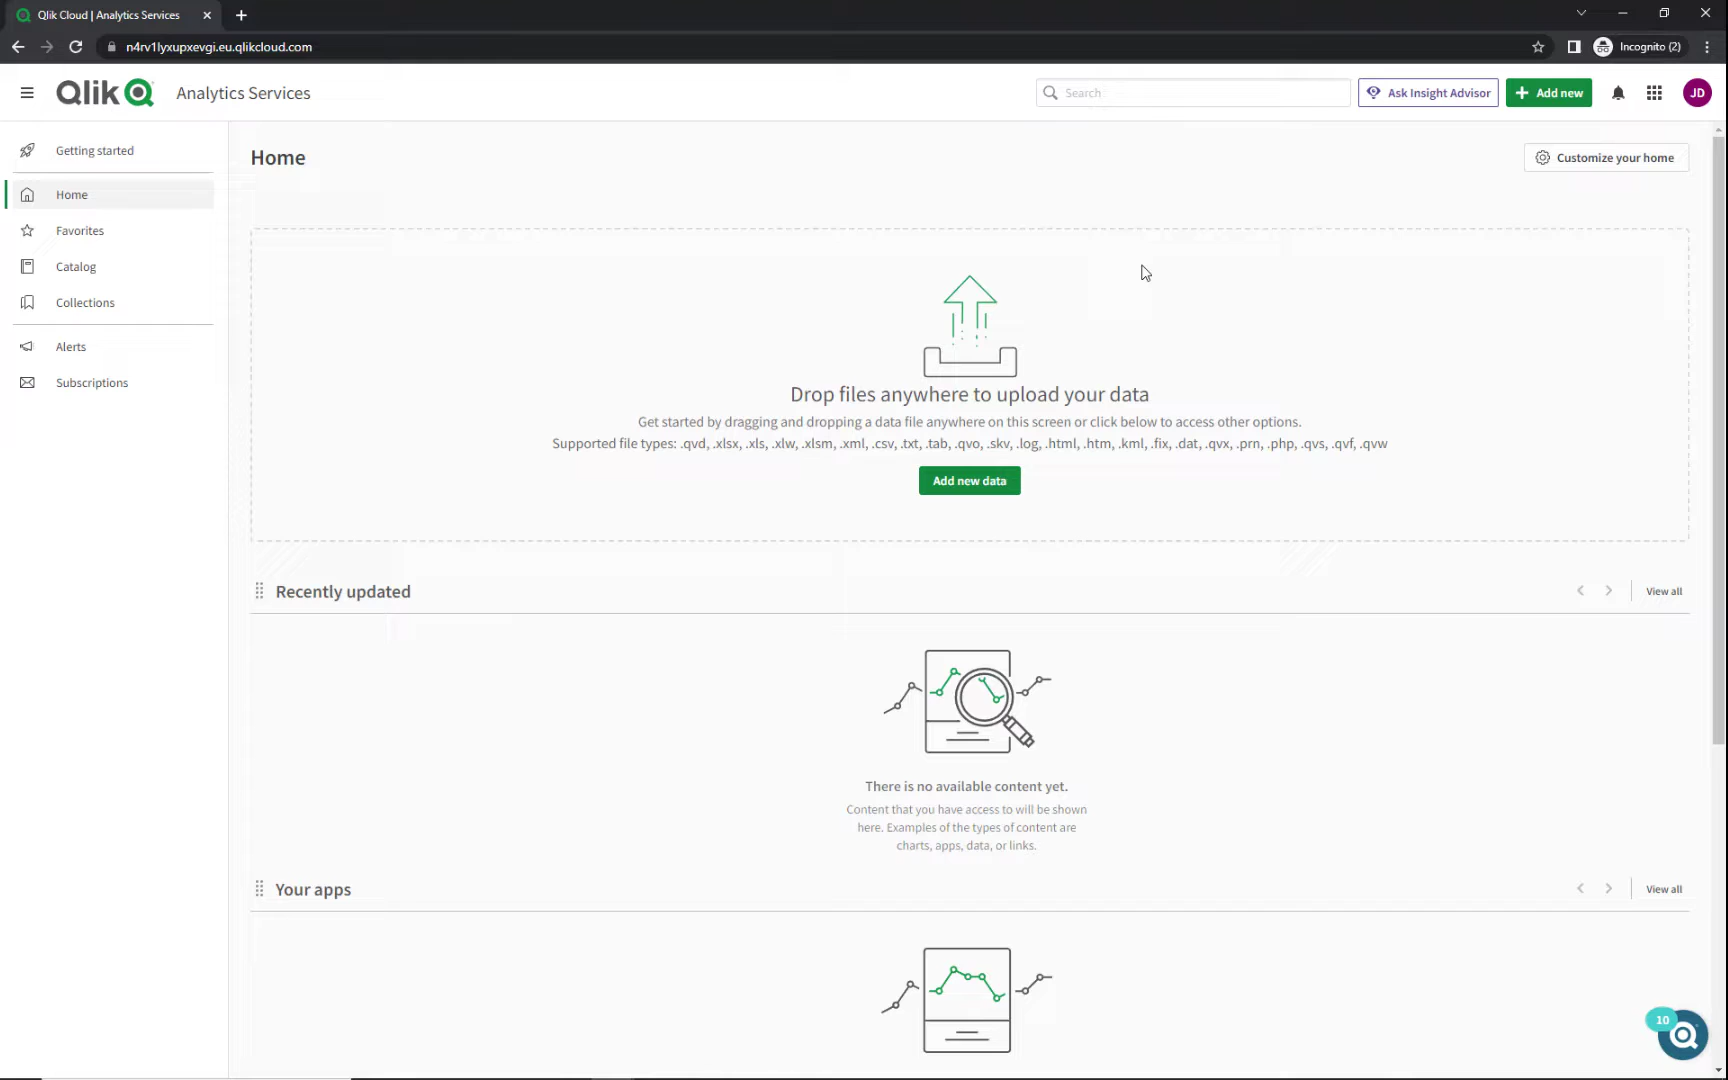 Qlik Cloud | Analytics Services
n4rv1lyxupxevgi.eu.qlikcloud.com
Incognito (2)
Qlik
Analytics Services
Search
Ask Insight Advisor
Add new
JD
Getting started
Home
Favorites
Catalog
Collections
Alerts
Subscriptions
Home
Customize your home
Drop files anywhere to upload your data
Get started by dragging and dropping a data file anywhere on this screen or click below to access other options.
Supported file types: .qvd, .xlsx, .xls, .xlw, .xlsm, .xml, .csv, .txt, .tab, .qvo, .skv, .log, .html, .htm, .kml, .fix, .dat, .qvx, .prn, .php, .qvs, .qvf, .qvw
Add new data
Recently updated
View all
There is no available content yet.
Content that you have access to will be shown
here. Examples of the types of content are
charts, apps, data, or links.
Your apps
View all
10